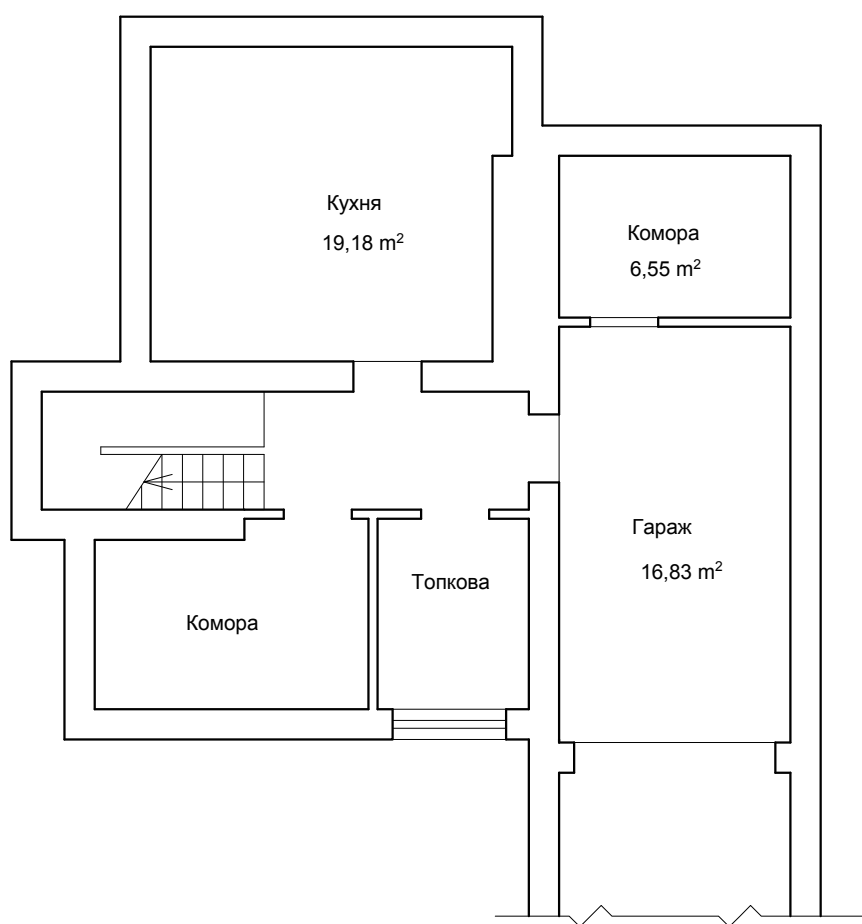 Кухня
19,18 m²
Комора
6,55 m²
Гараж
16,83 m²
Топкова
Комора